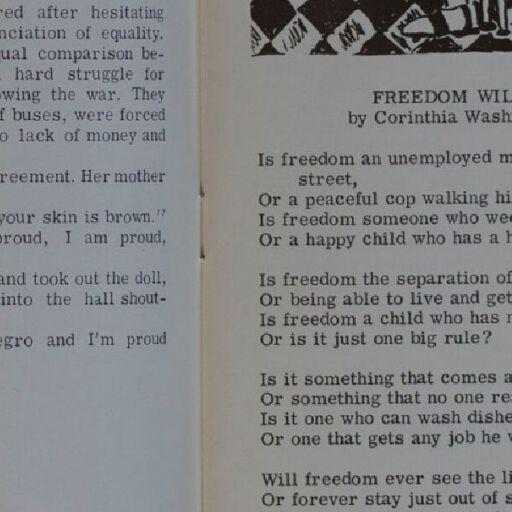 red after hesitating
nciation of equality.
qual comparison be-
hard struggle for
owing the war. They
f buses, were forced
o lack of money and
reement. Her mother
your skin is brown."
proud, I am proud,
and took out the doll,
into the hall shout-
egro and I'm proud
FREEDOM WIL
by Corinthia Wash
Is freedom an unemployed m
street,
Or a peaceful cop walking hi
Is freedom someone who wee
Or a happy child who has a h
Is freedom the separation of
Or being able to live and get
Is freedom a child who has n
Or is it just one big rule?
Is it something that comes a
Or something that no one re
Is it one who can wash dishe
Or one that gets any job he w
Will freedom ever see the li
Or forever stay just out of s